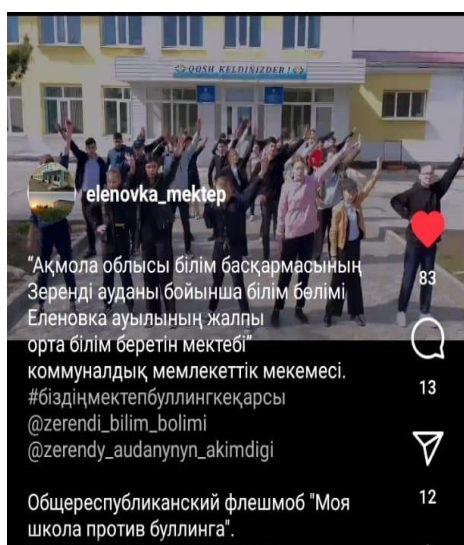 QOSH KELDIŃIZDER!
elenovka_mektep
“Ақмола облысы білім басқармасының
Зеренді ауданы бойынша білім бөлімі
Еленовка ауылының жалпы
орта білім беретін мектебі”
коммуналдық мемлекеттік мекемесі.
#біздіңмектепбуллингкеқарсы
@zerendi_bilim_bolimi
@zerendy_audanynyn_akimdigi
Общереспубликанский флешмоб "Моя
школа против буллинга".
83
13
12